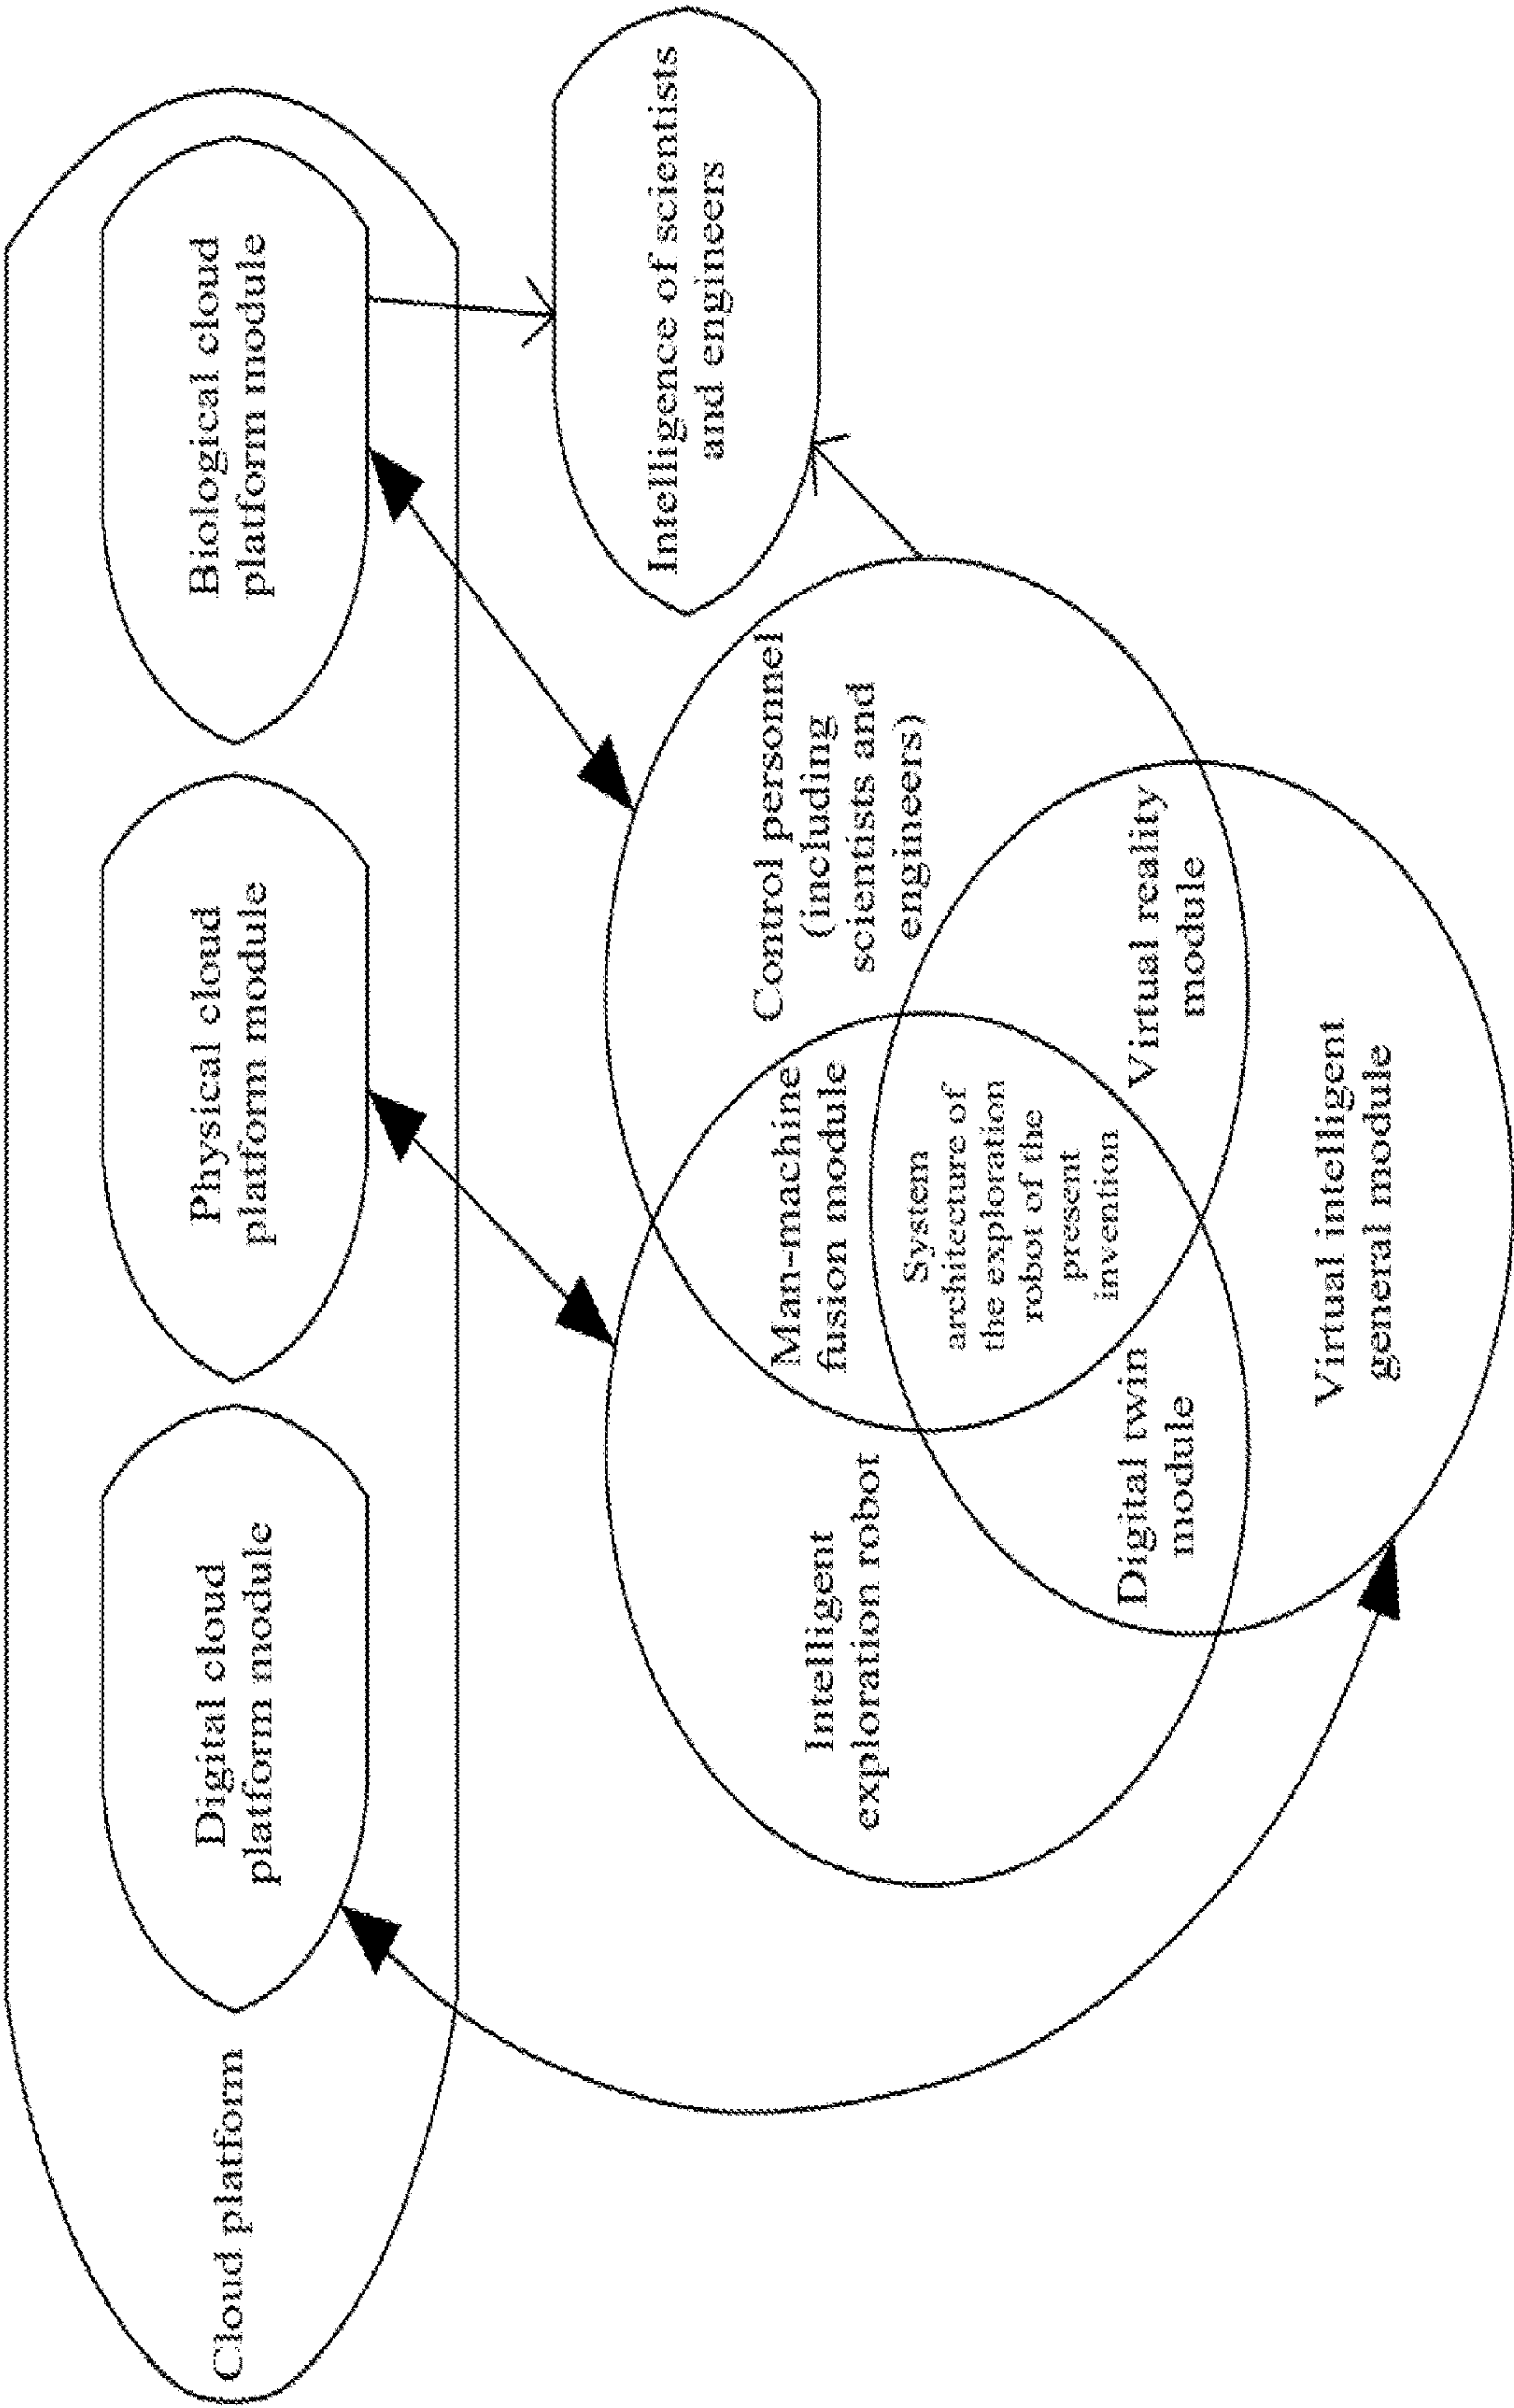 Cloud platform
Digital cloud
platform module
Physical cloud
platform module
Biological cloud
platform module
Intelligence of scientists
and engineers
Intelligent
exploration robot
Man-machine
fusion module
Control personnel
(including
scientists and
engineers)
System
architecture of
the exploration
robot of the
present
invention
Digital twin
module
Virtual reality
module
Virtual intelligent
general module